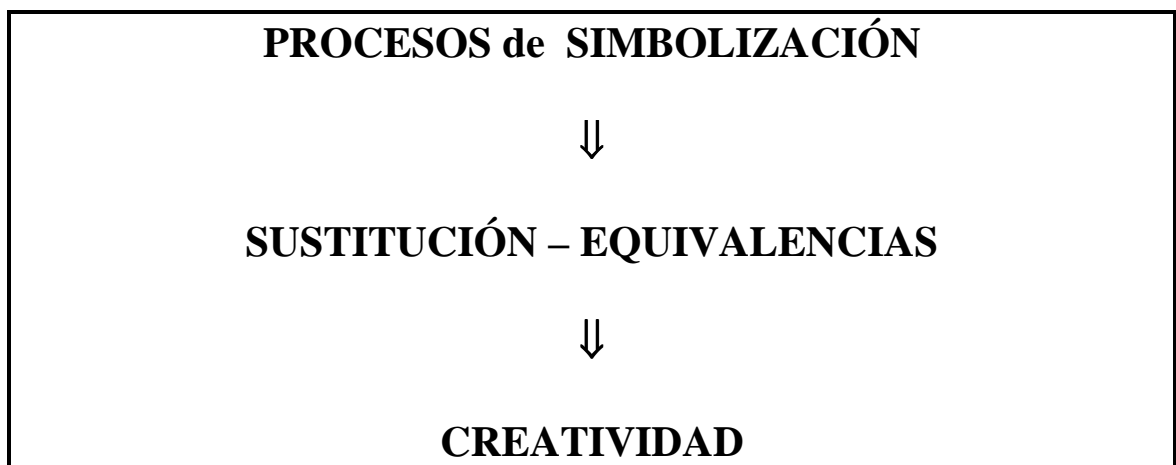 PROCESOS de SIMBOLIZACIÓN
⇓
SUSTITUCIÓN – EQUIVALENCIAS
⇓
CREATIVIDAD